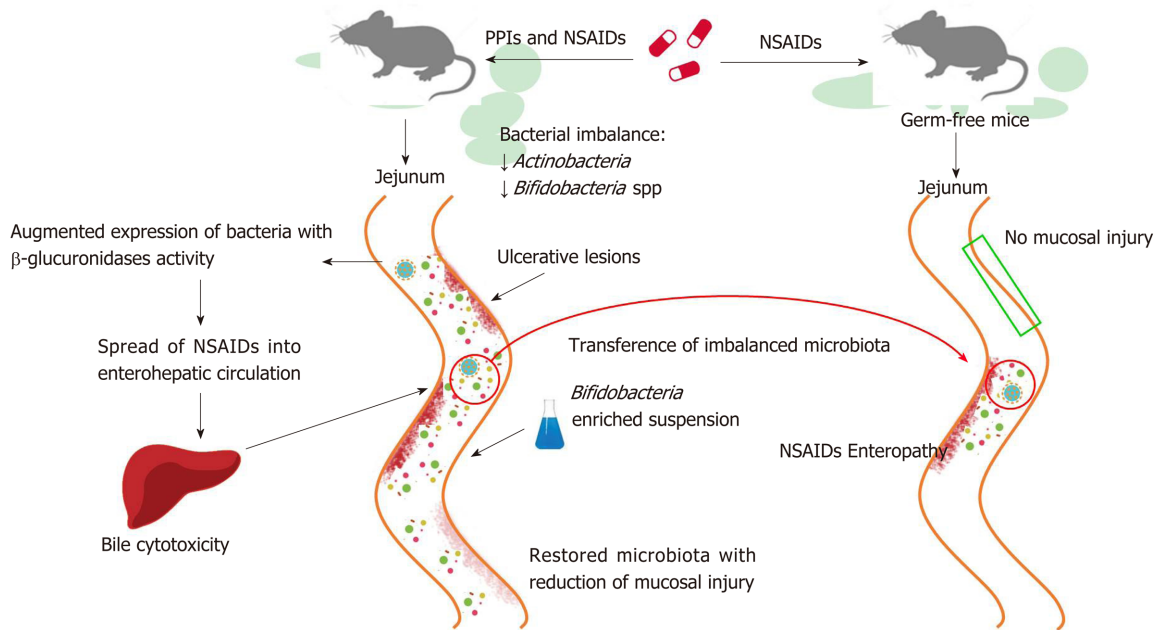 PPIs and NSAIDs
NSAIDs
Germ-free mice
Bacterial imbalance:
↓ Actinobacteria
↓ Bifidobacteria spp
Jejunum
Jejunum
Augmented expression of bacteria with
β-glucuronidases activity
Ulcerative lesions
No mucosal injury
Spread of NSAIDs into
enterohepatic circulation
Transference of imbalanced microbiota
Bifidobacteria
enriched suspension
NSAIDs Enteropathy
Bile cytotoxicity
Restored microbiota with
reduction of mucosal injury